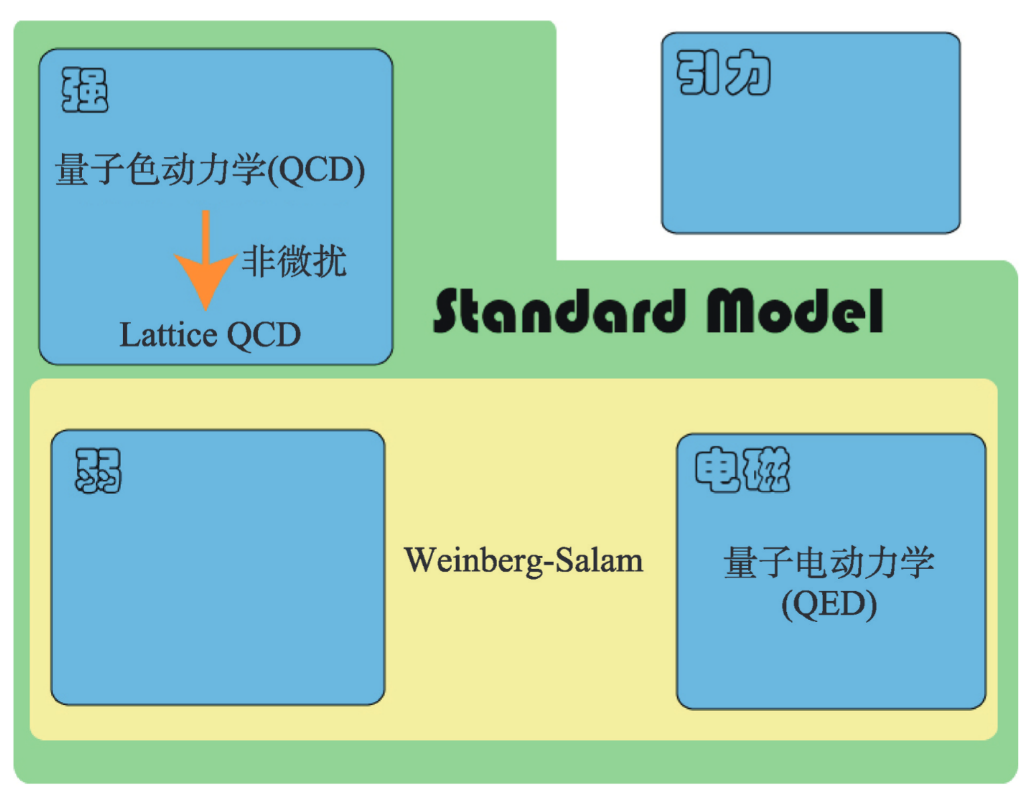 强
量子色动力学(QCD)
非微扰
Lattice QCD
引力
Standard Model
弱
Weinberg-Salam
电磁
量子电动力学
(QED)